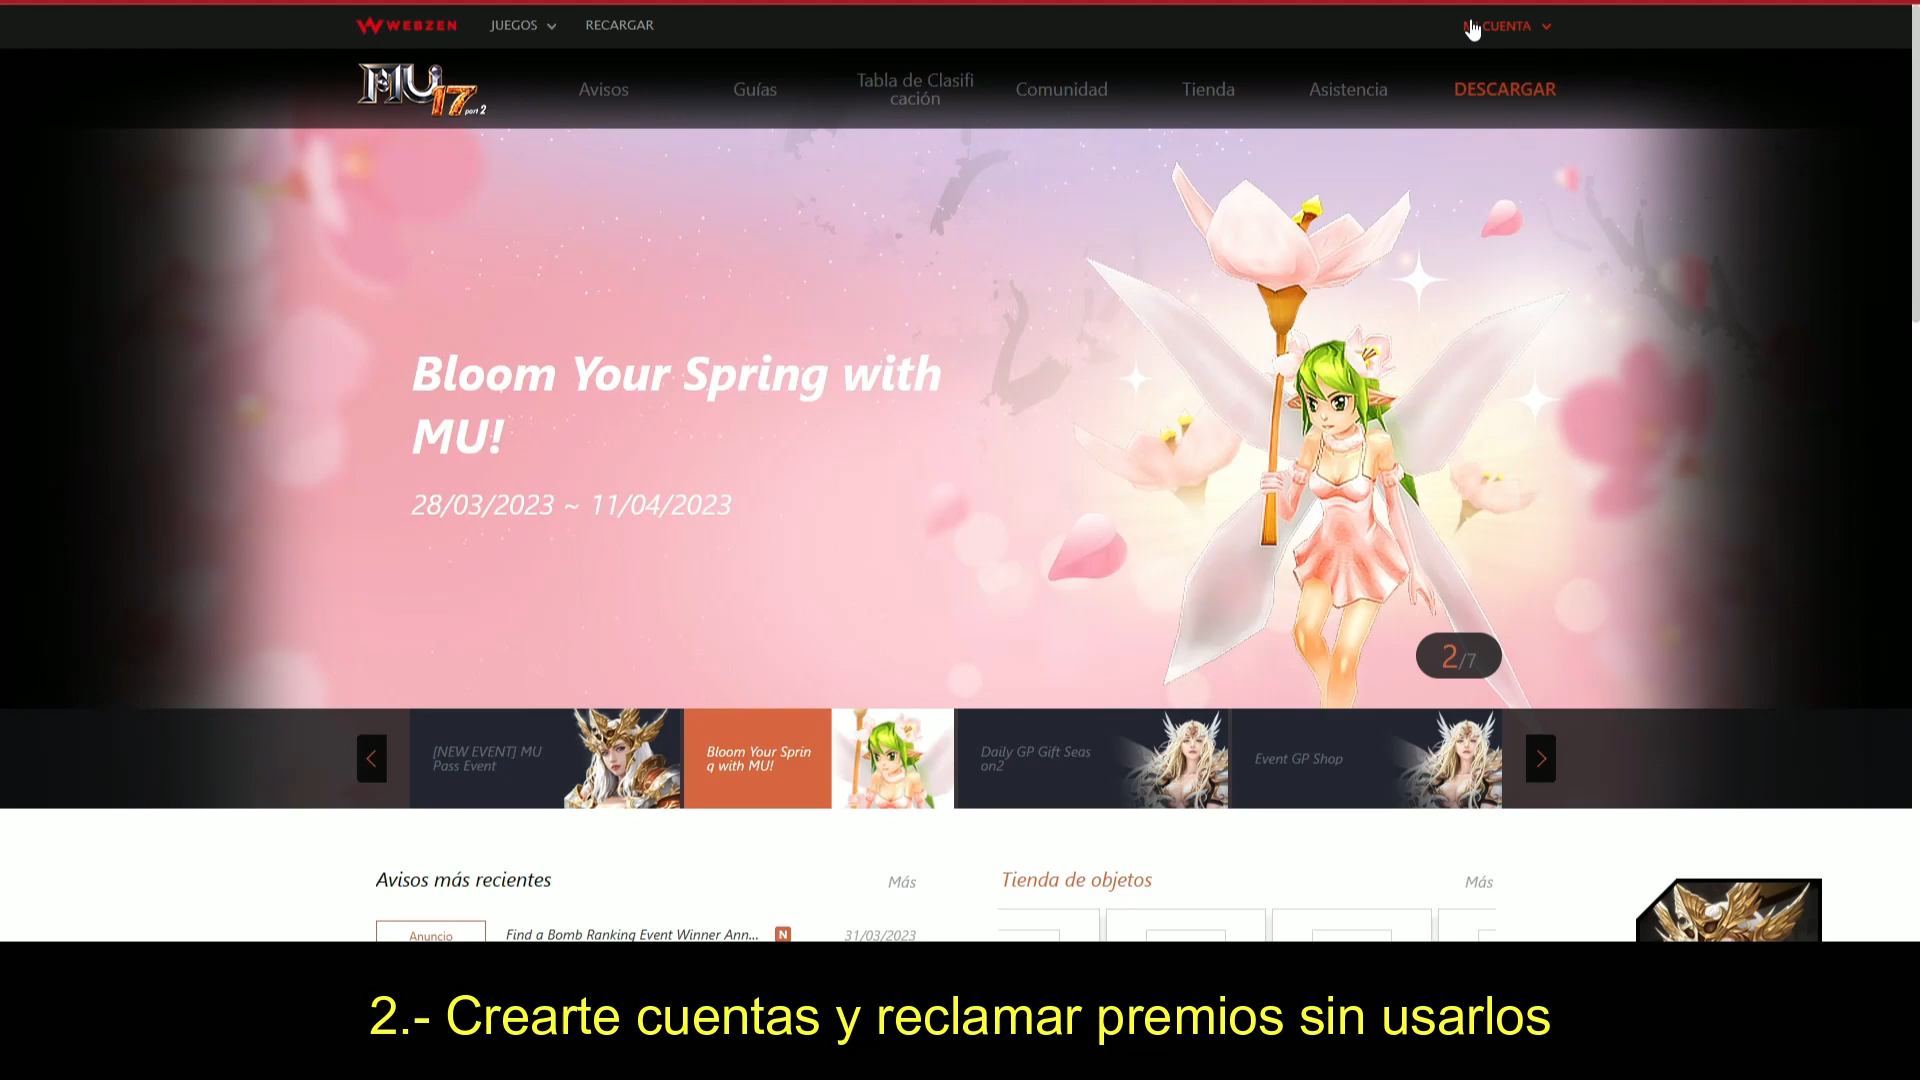 WEBZEN
JUEGOS
RECARGAR
CUENTA
MU
17
part 2
Avisos
Guías
Tabla de Clasifi
cación
Comunidad
Tienda
Asistencia
DESCARGAR
Bloom Your Spring with
MU!
28/03/2023 ~ 11/04/2023
2/7
[NEW EVENT] MU
Pass Event
Bloom Your Sprin
g with MU!
Daily GP Gift Seas
on2
Event GP Shop
Avisos más recientes
Más
Tienda de objetos
Más
Anuncio
Find a Bomb Ranking Event Winner Ann...
N
31/03/2023
2.- Crearte cuentas y reclamar premios sin usarlos